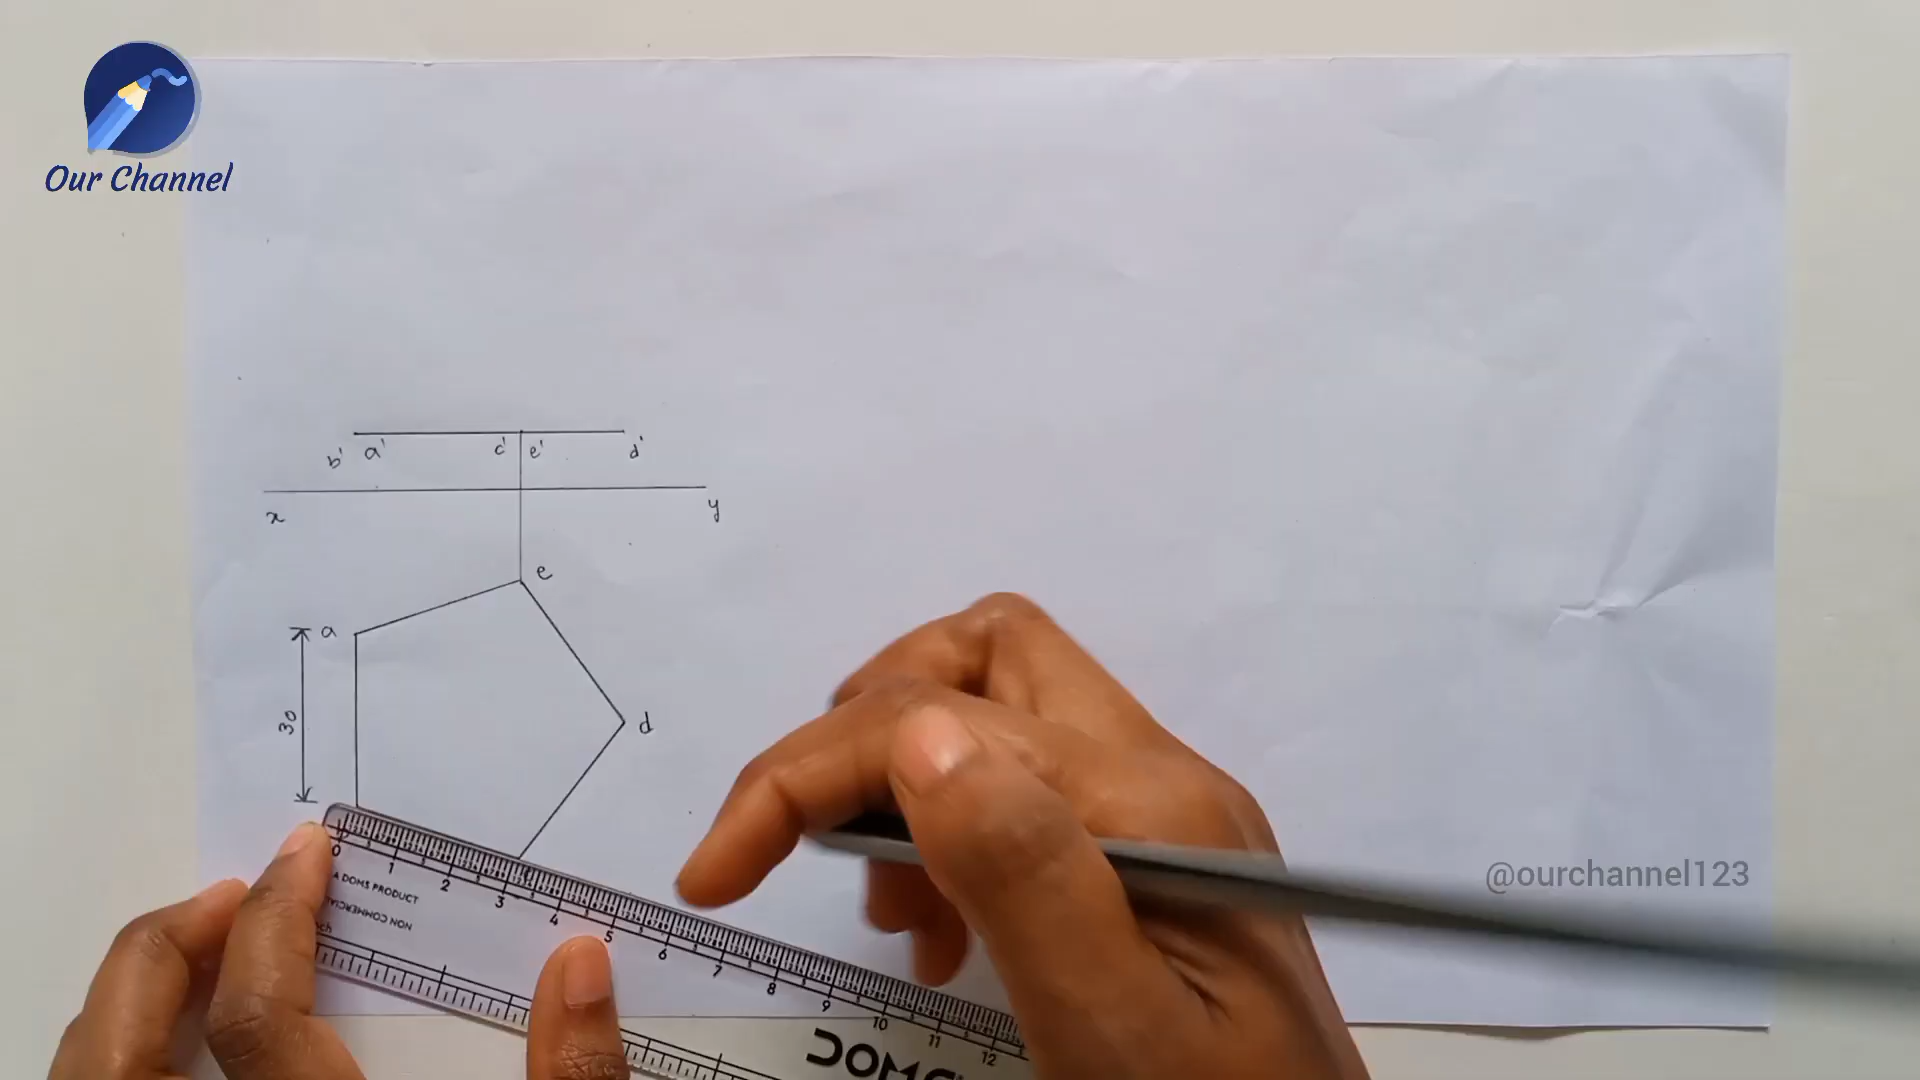 Our Channel
b' a' c' e' d'
x y
e
a
30
d
0 1 2 3 4 5 6 7 8 9 10 11 12
A DOMS PRODUCT
NON COMMERCIAL
DOMS
@ourchannel123